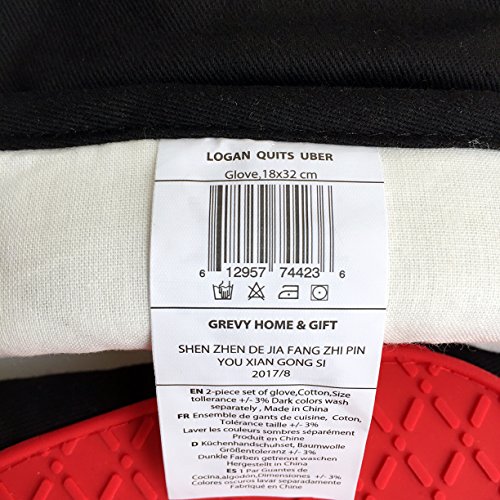 LOGAN QUITS UBER
Glove,18x32 cm
6 12957 74423 6
GREVY HOME & GIFT
SHEN ZHEN DE JIA FANG ZHI PIN
YOU XIAN GONG SI
2017/8
EN 2-piece set of glove,Cotton,Size
tollerance +/- 3% Dark colors wash
separately , Made in China
FR Ensemble de gants de cuisine, Coton,
Tolérance taille +/- 3%
Laver les couleurs sombres séparément
Produit en Chine
D Küchenhandschuhset, Baumwolle
Größentoleranz +/- 3%
Dunkle Farben getrennt waschen
Hergestellt in China
ES 1 Par Guantes de
Cocina,algodón,Dimensiones +/- 3%
Colores oscuros lavar separadamente
Fabricado en China